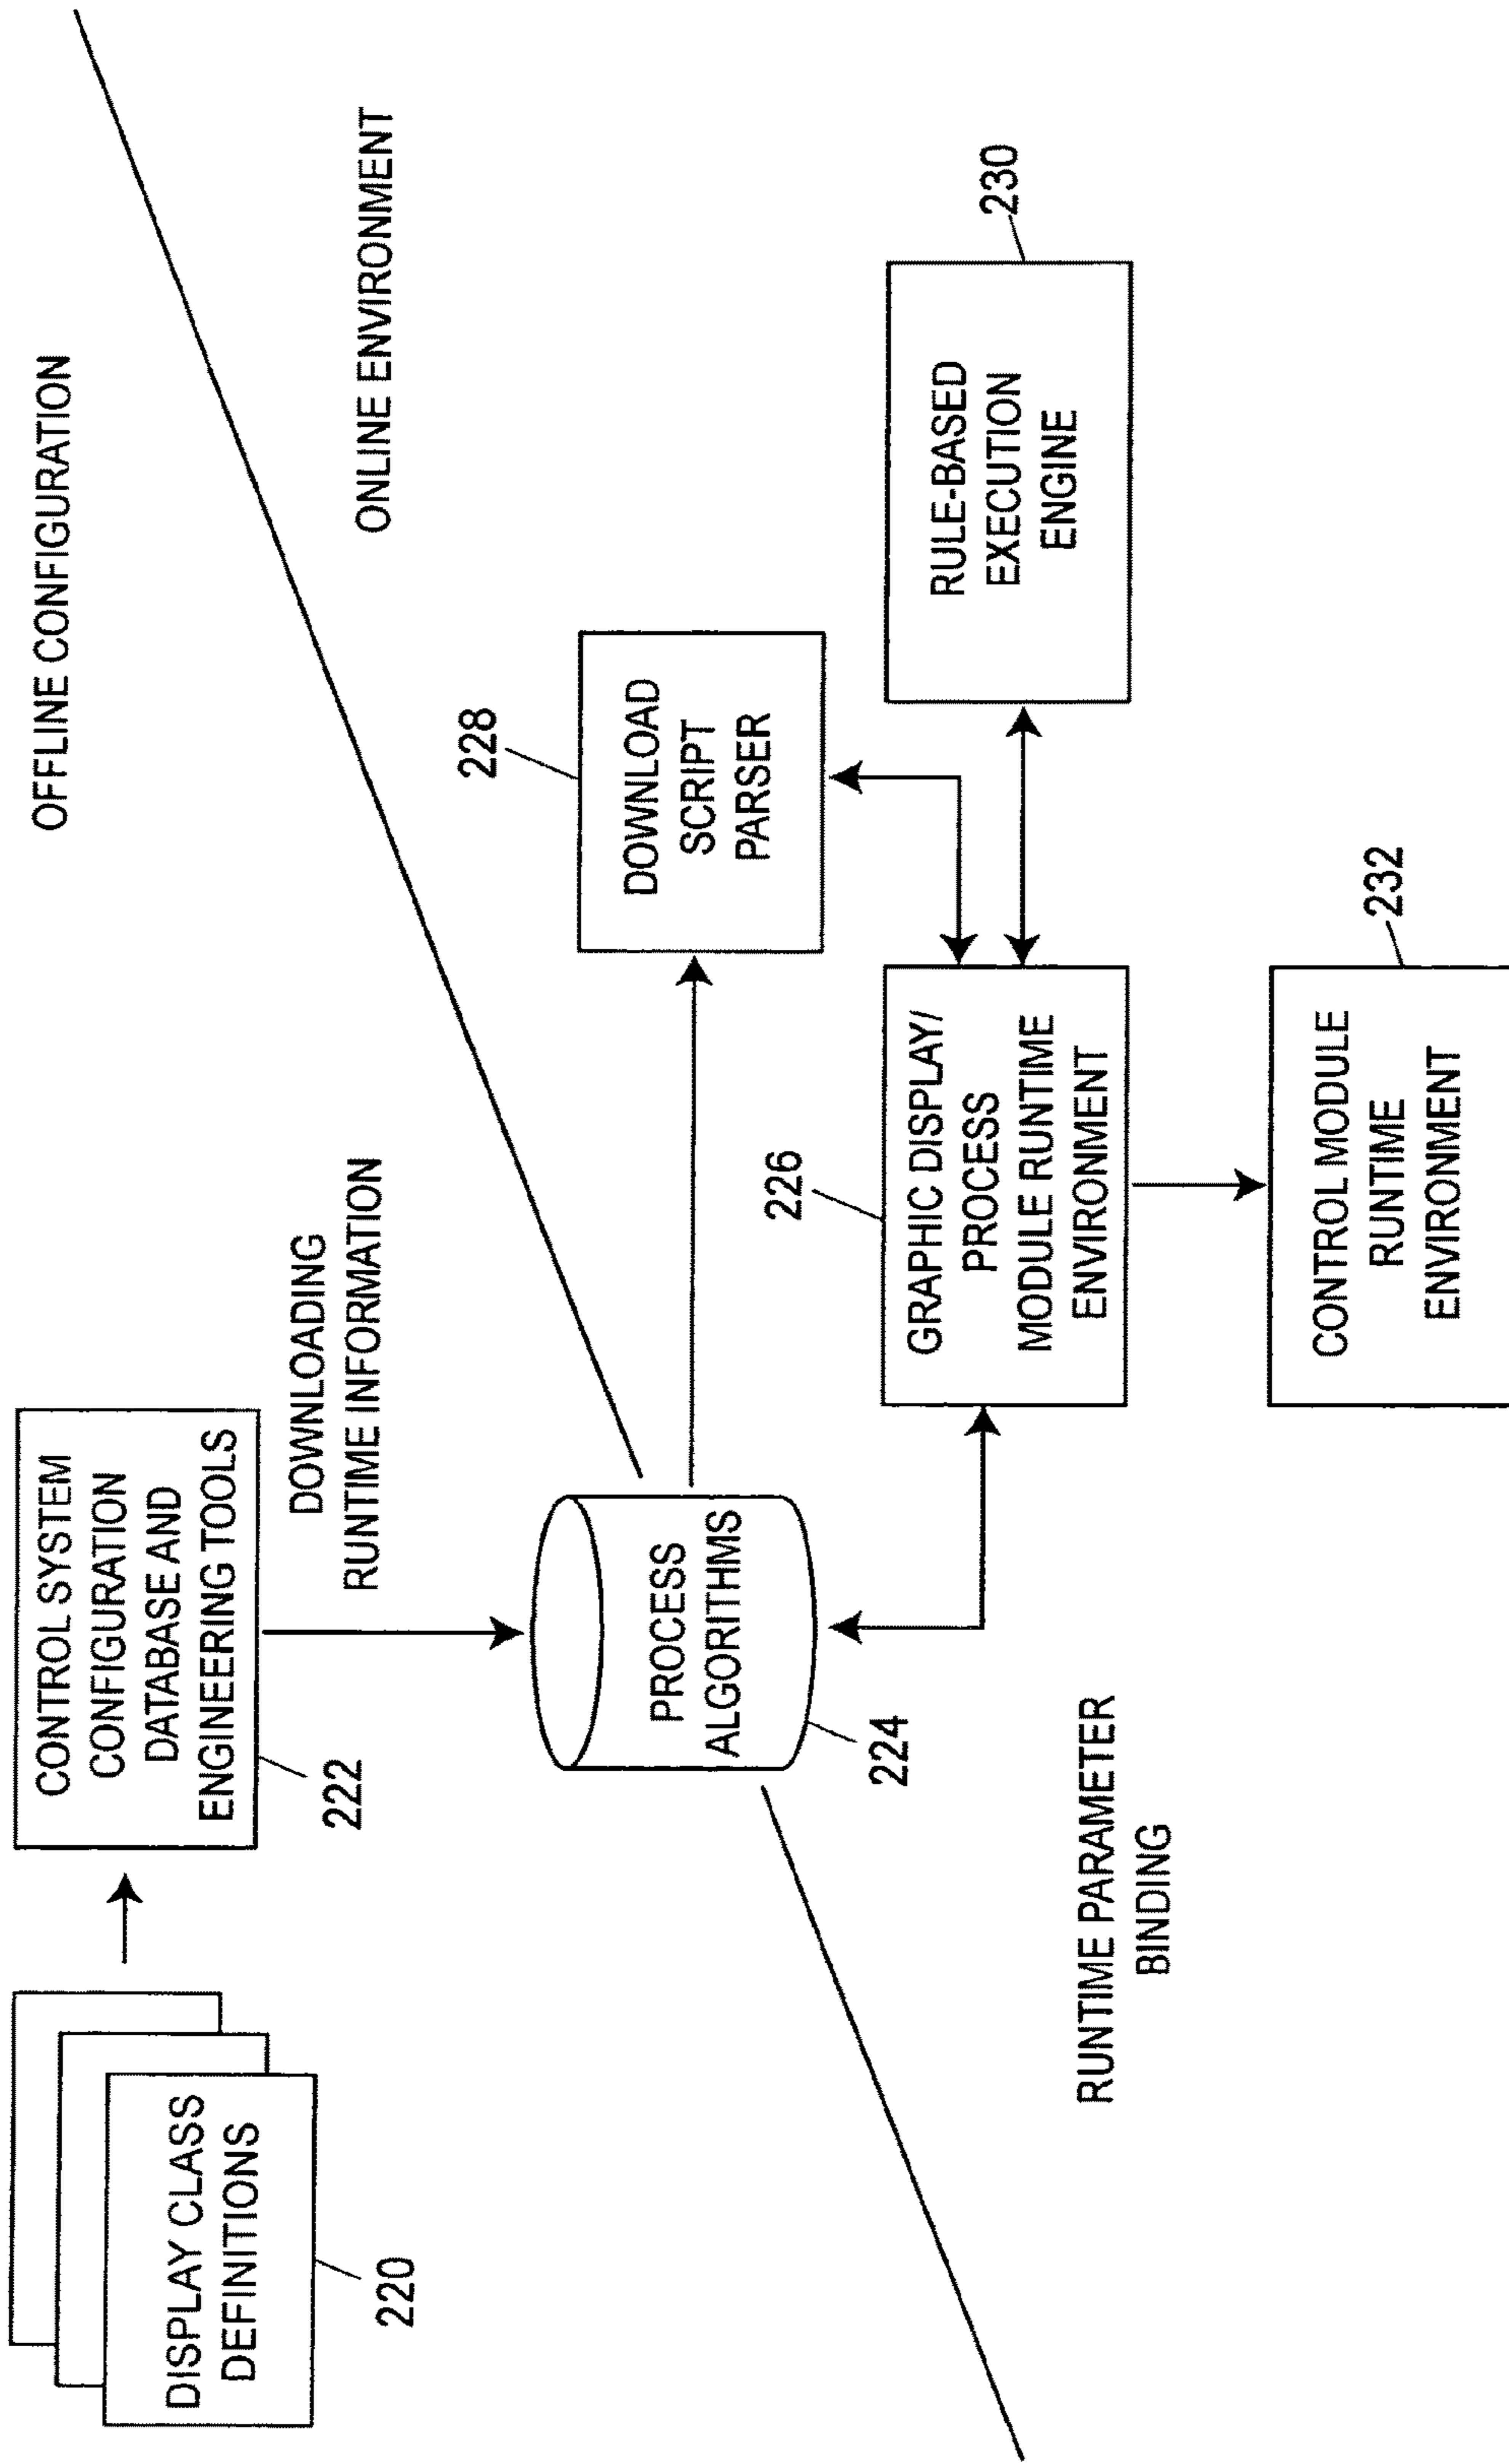 OFFLINE CONFIGURATION
CONTROL SYSTEM
CONFIGURATION
DATABASE AND
ENGINEERING TOOLS
222
DISPLAY CLASS
DEFINITIONS
220
DOWNLOADING
RUNTIME INFORMATION
ONLINE ENVIRONMENT
PROCESS
ALGORITHMS
224
228
DOWNLOAD
SCRIPT
PARSER
226
GRAPHIC DISPLAY/
PROCESS
MODULE RUNTIME
ENVIRONMENT
230
RULE-BASED
EXECUTION
ENGINE
RUNTIME PARAMETER
BINDING
232
CONTROL MODULE
RUNTIME
ENVIRONMENT